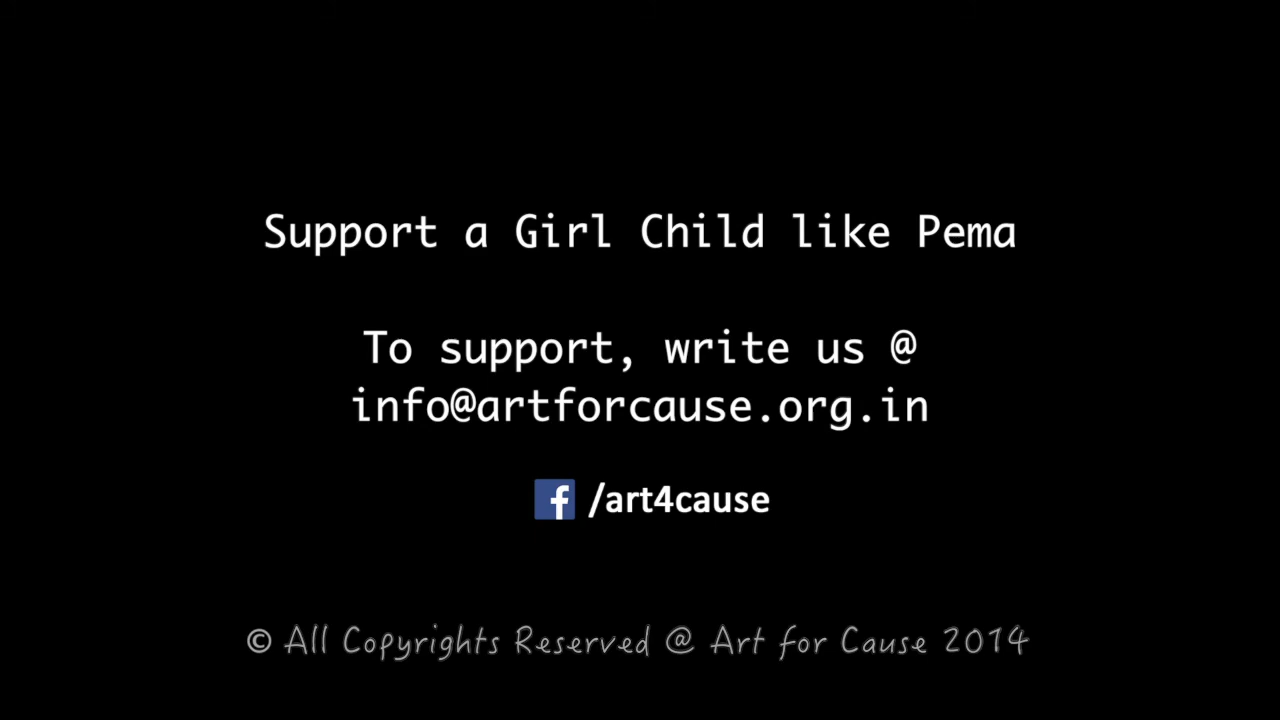 Support a Girl Child like Pema
To support, write us @
info@artforcause.org.in
f /art4cause
© All Copyrights Reserved @ Art for Cause 2014